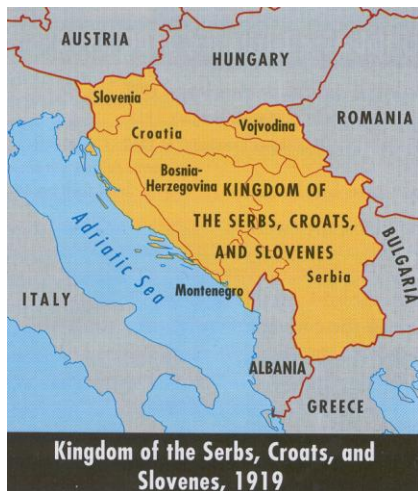 AUSTRIA
HUNGARY
ROMANIA
Slovenia
Croatia
Vojvodina
Bosnia-
Herzegovina
KINGDOM OF
THE SERBS, CROATS,
AND SLOVENES
Serbia
BULGARIA
Adriatic Sea
ITALY
Montenegro
ALBANIA
GREECE
Kingdom of the Serbs, Croats, and
Slovenes, 1919